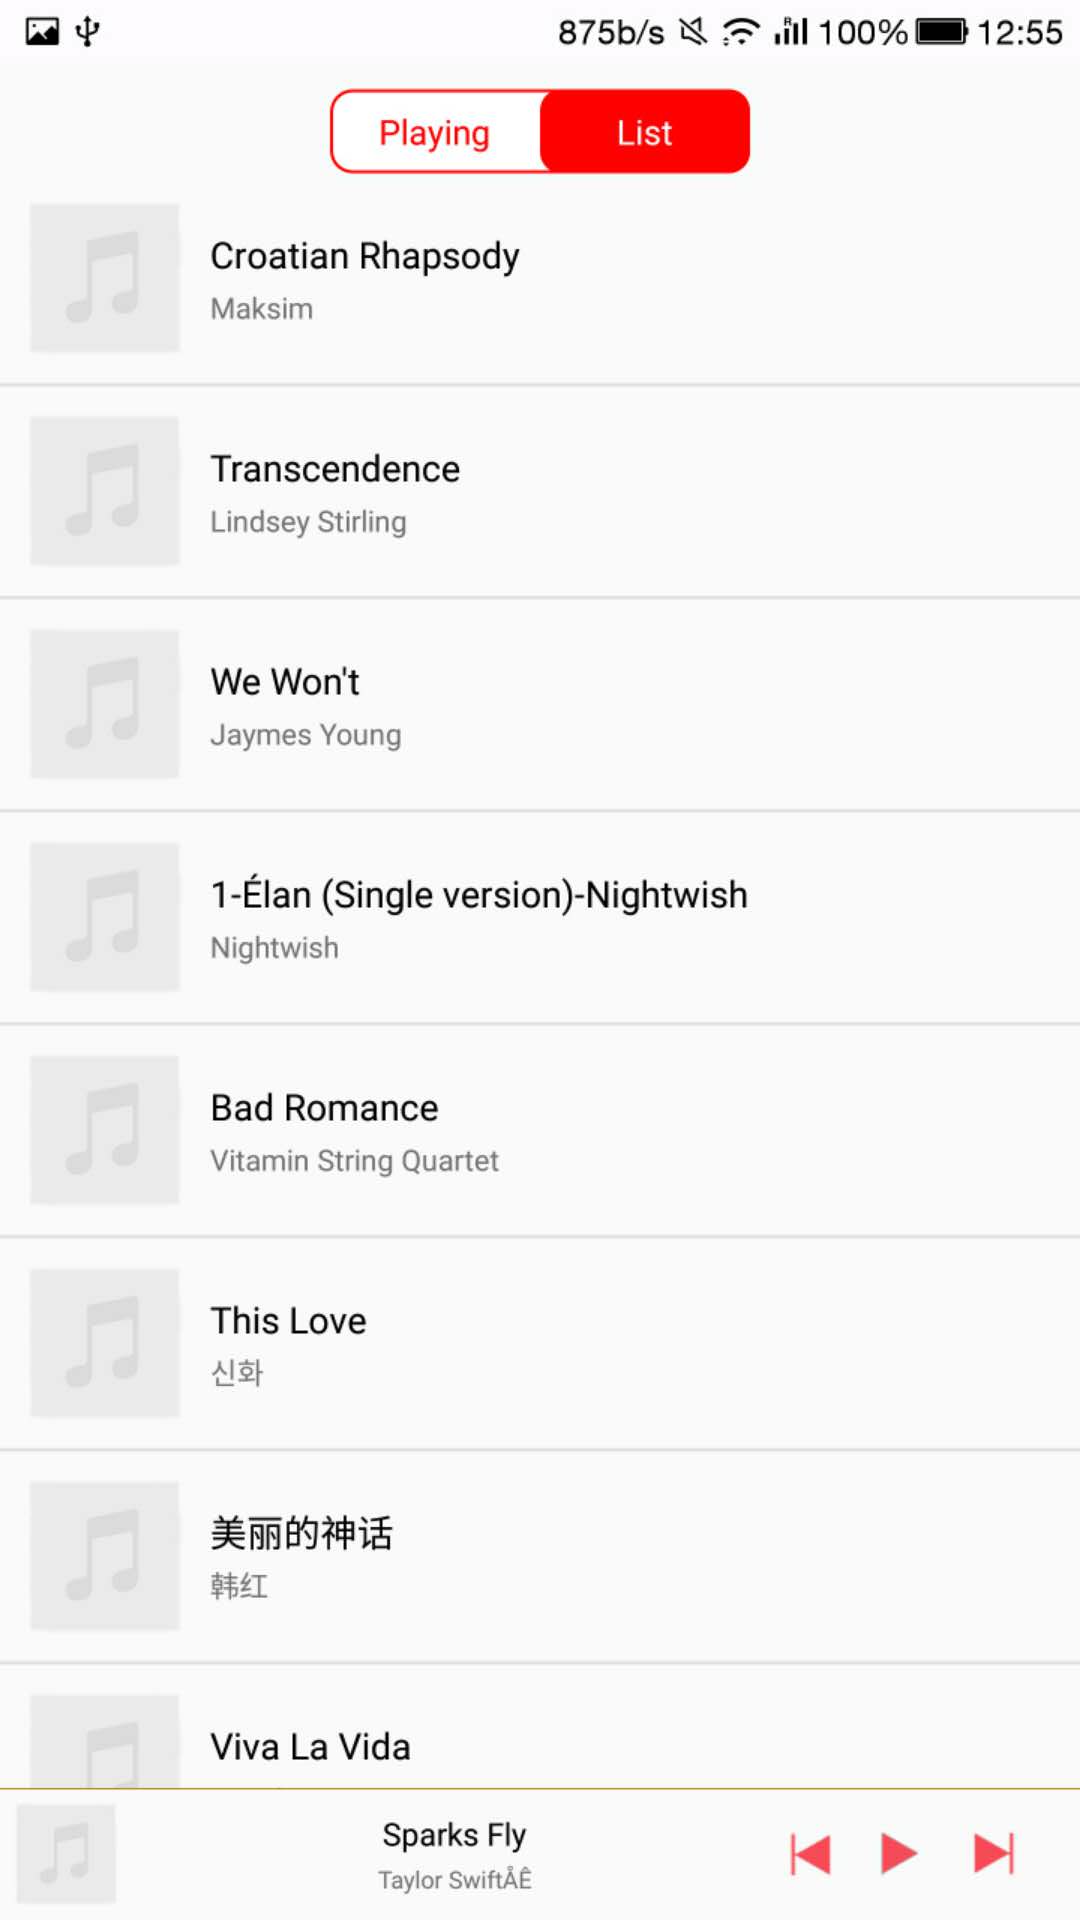 875b/s 100% 12:55
Playing List
Croatian Rhapsody
Maksim
Transcendence
Lindsey Stirling
We Won't
Jaymes Young
1-Élan (Single version)-Nightwish
Nightwish
Bad Romance
Vitamin String Quartet
This Love
신화
美丽的神话
韩红
Viva La Vida
Sparks Fly
Taylor SwiftÅÊ